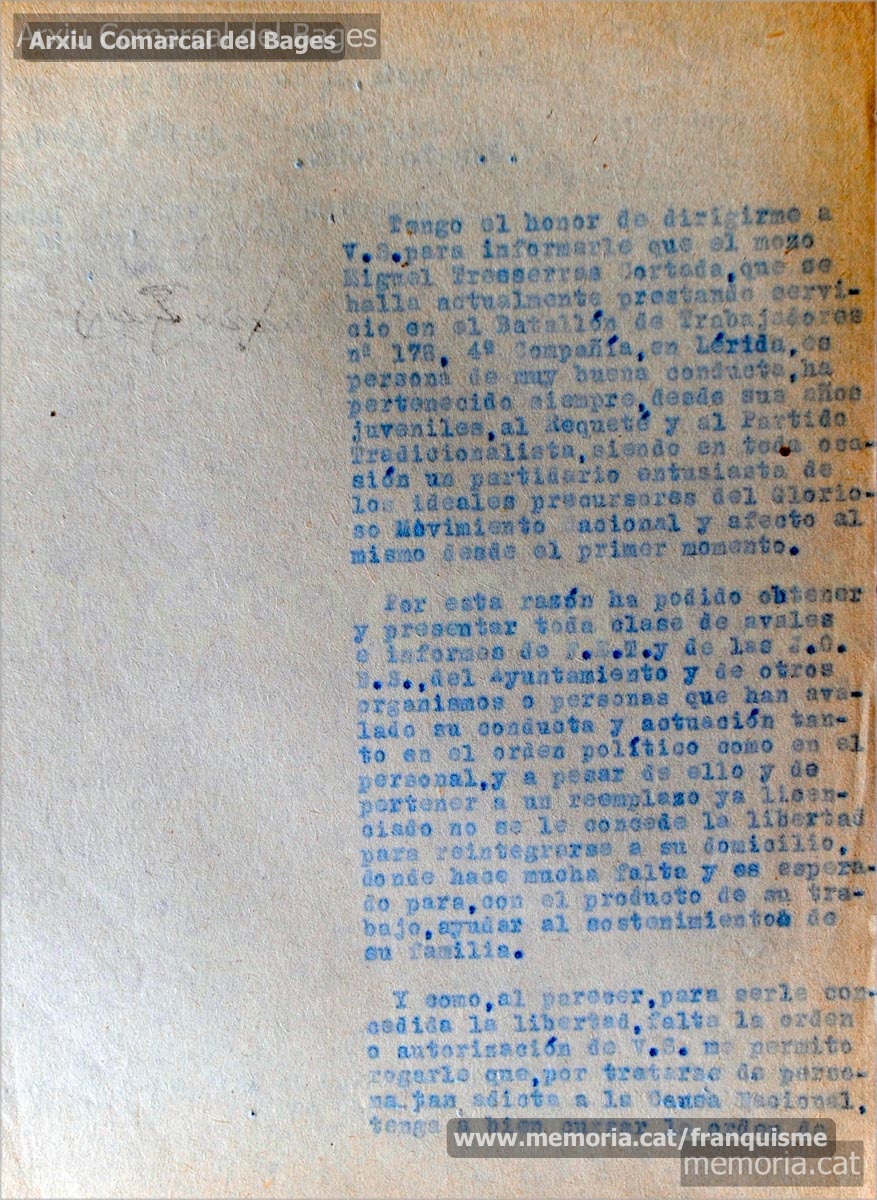 Arxiu Comarcal del Bages
Arxiu Comarcal del Bages
Tengo el honor de dirigirme a
V.S.para informarle que el mozo
Miguel Tresserras Cortada,que se
halla actualmente prestando servi-
cio en el Batallón de Trabajadores
nº 178, 4ª Compañía,en Lérida,es
persona de muy buena conducta,ha
pertenecido siempre,desde sus años
juveniles,al Requeté y al Partido
Tradicionalista,siendo en toda oca-
sión un partidario entusiasta de
los ideales precursores del Glorio-
so Movimiento Nacional y afecto al
mismo desde el primer momento.
Por esta razón ha podido obtener
y presentar toda clase de avales
e informes de F.E.T.y de las J.O.
N.S.,del Ayuntamiento y de otros
organismos o personas que han ava-
lado su conducta y actuación tan-
to en el orden político como en el
personal,y a pesar de ello y de
pertener a un reemplazo ya licen-
ciado no se le concede la libertad
para reintegrarse a su domicilio,
donde hace mucha falta y es espera-
do para,con el producto de su tra-
bajo,ayudar al sostenimiento de
su familia.
Y como,al parecer,para serle con-
cedida la libertad,falta la orden
o autorización de V.S. me permito
rogarle que,por tratarse de perso-
na tan adicta a la Causa Nacional,
tenga a bien cursar la orden de
www.memoria.cat/franquisme
memoria.cat